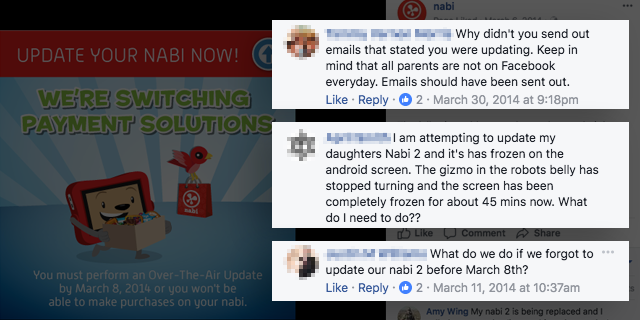 UPDATE YOUR NABI NOW!
WE'RE SWITCHING
PAYMENT SOLUTIONS
nabi
You must perform an Over-The-Air Update
by March 8, 2014 or you won't be
able to make purchases on your nabi.
nabi
March 6, 2014
Why didn't you send out
emails that stated you were updating. Keep in
mind that all parents are not on Facebook
everyday. Emails should have been sent out.
Like · Reply · 2 · March 30, 2014 at 9:18pm
I am attempting to update my
daughters Nabi 2 and it's has frozen on the
android screen. The gizmo in the robots belly has
stopped turning and the screen has been
completely frozen for about 45 mins now. What
do I need to do??
Like Comment Share
What do we do if we forgot to
update our nabi 2 before March 8th?
Like · Reply · 2 · March 11, 2014 at 10:37am
Amy Wing My nabi 2 is being updated and I